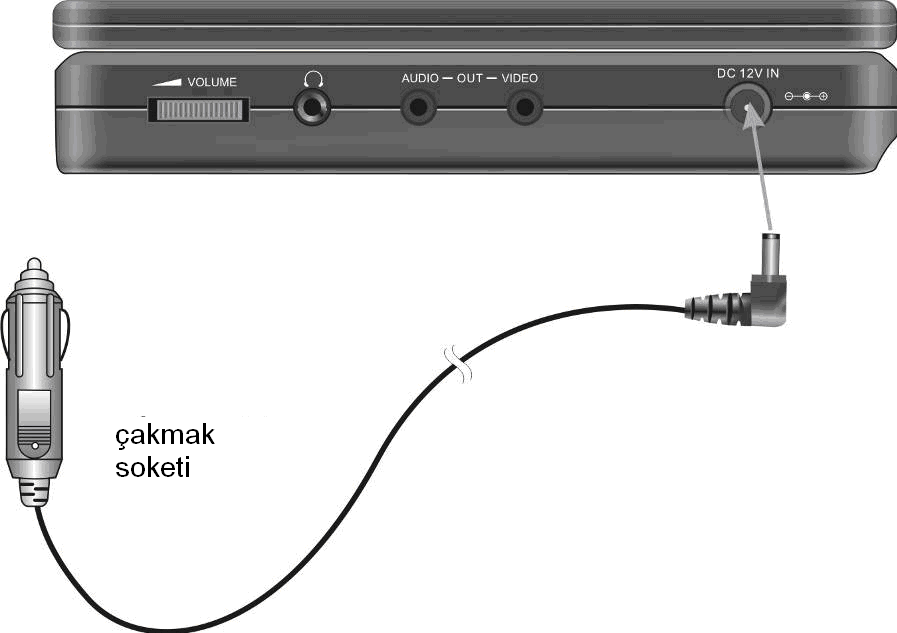 VOLUME
AUDIO — OUT — VIDEO
DC 12V IN
çakmak
soketi